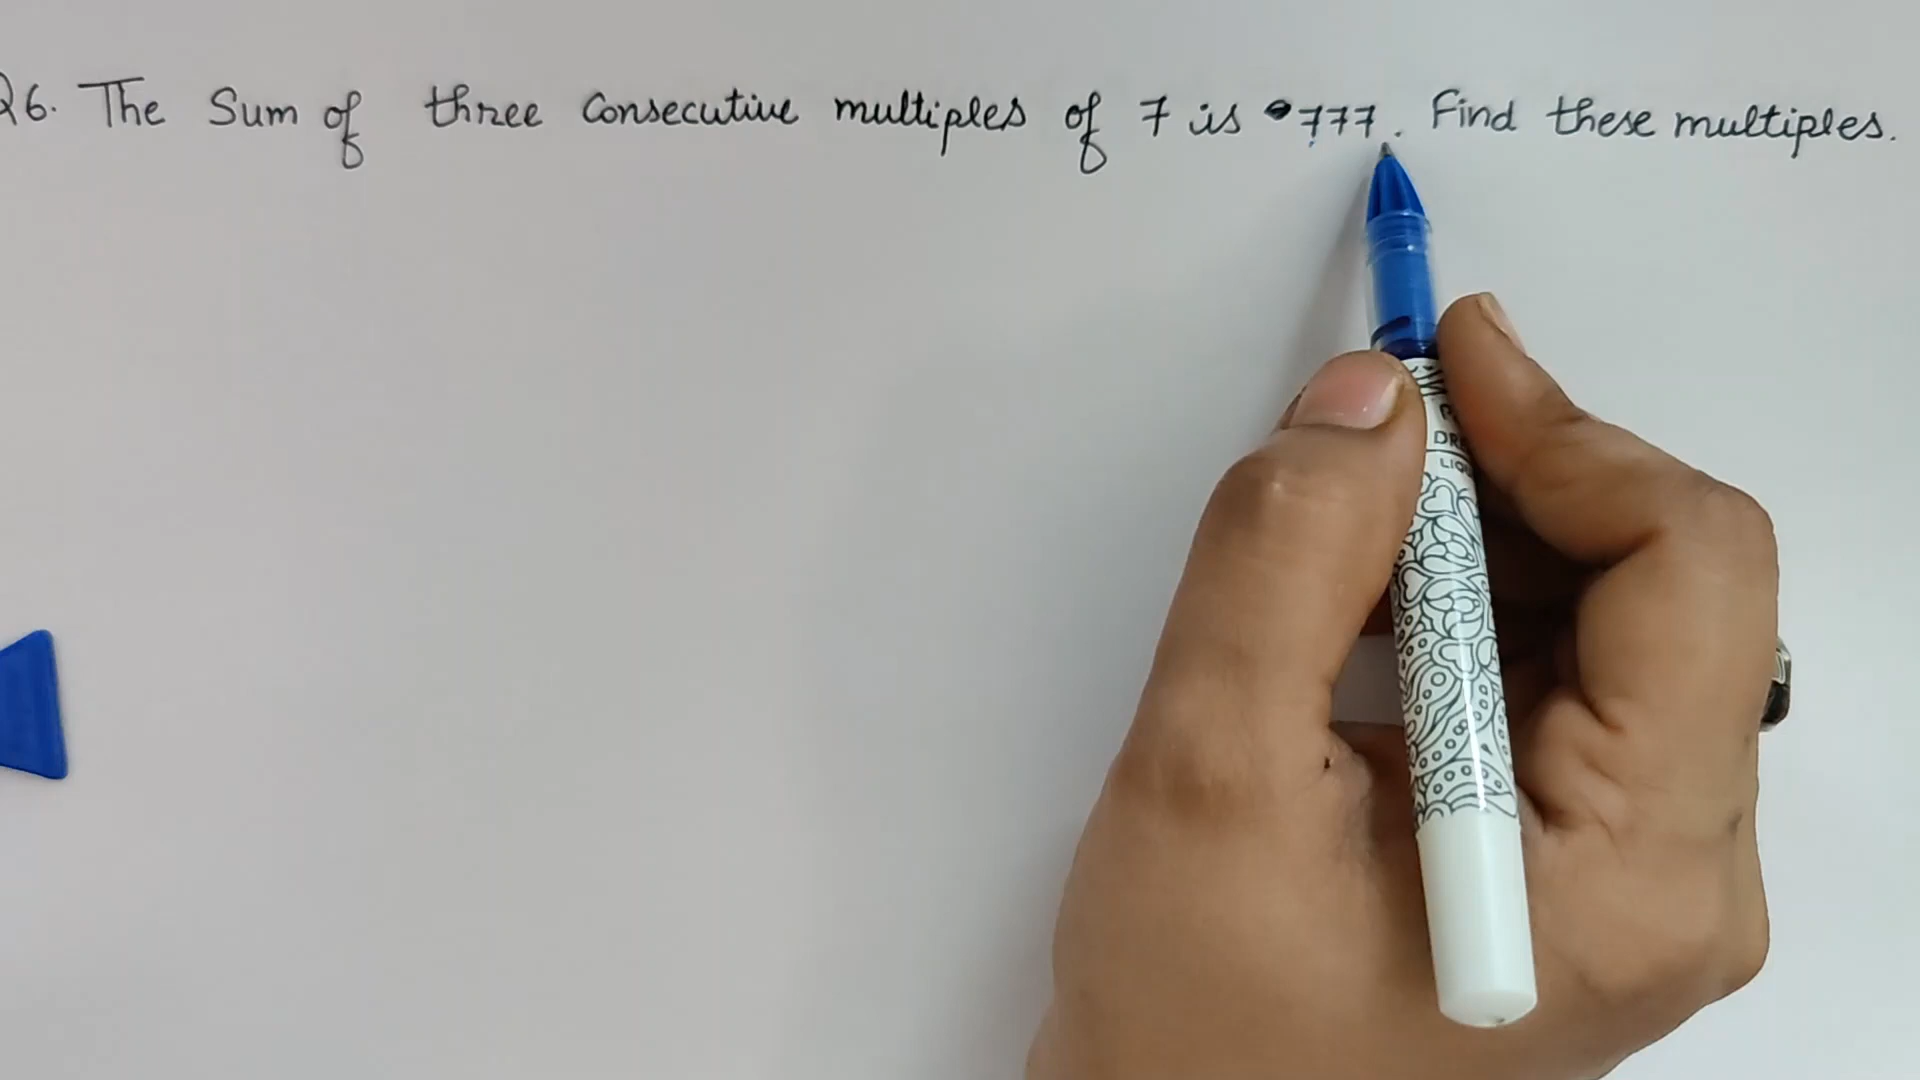 Q6. The Sum of three Consecutive multiples of 7 is 777. Find these multiples.